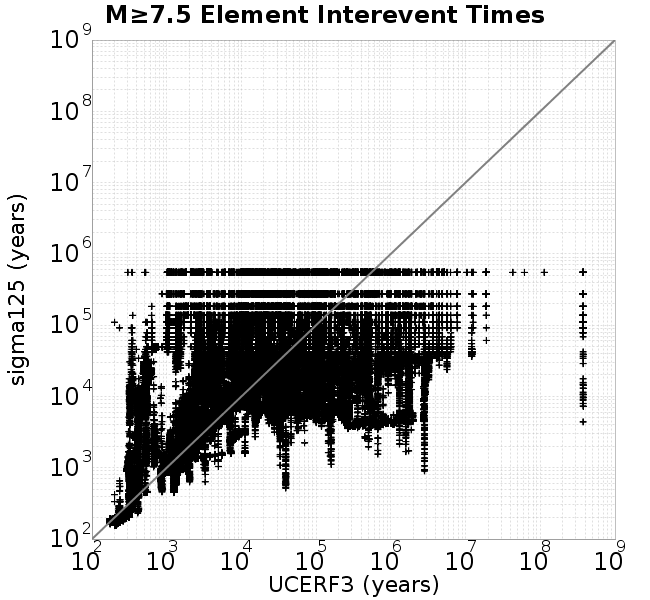 M≥7.5 Element Interevent Times
10^9
10^8
10^7
10^6
10^5
10^4
10^3
10^2
sigma125 (years)
10^2 10^3 10^4 10^5 10^6 10^7 10^8 10^9
UCERF3 (years)